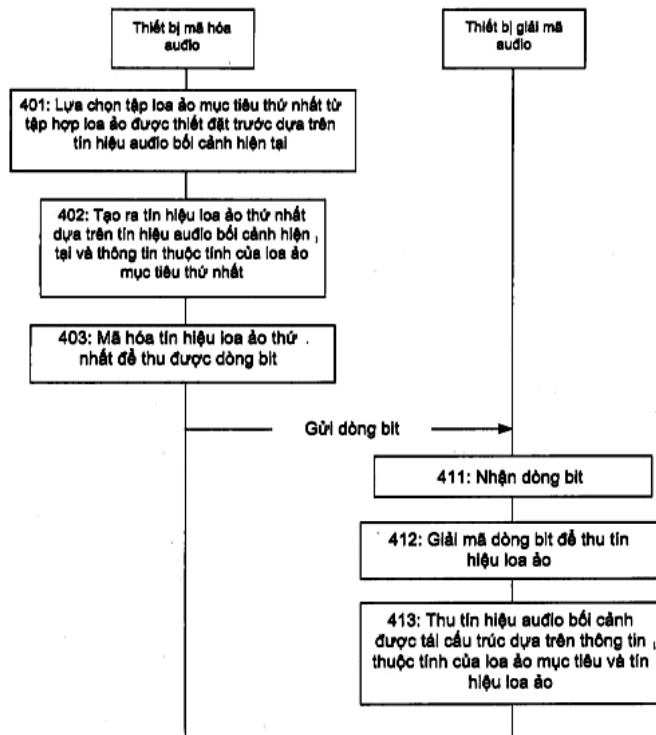 Thiết bị mã hóa
audio
Thiết bị giải mã
audio
401: Lựa chọn tập loa ảo mục tiêu thứ nhất từ
tập hợp loa ảo được thiết đặt trước dựa trên
tín hiệu audio bối cảnh hiện tại
402: Tạo ra tín hiệu loa ảo thứ nhất
dựa trên tín hiệu audio bối cảnh hiện
tại và thông tin thuộc tính của loa ảo
mục tiêu thứ nhất
403: Mã hóa tín hiệu loa ảo thứ
nhất để thu được dòng bit
Gửi dòng bit
411: Nhận dòng bit
412: Giải mã dòng bit để thu tín
hiệu loa ảo
413: Thu tín hiệu audio bối cảnh
được tái cấu trúc dựa trên thông tin
thuộc tính của loa ảo mục tiêu và tín
hiệu loa ảo